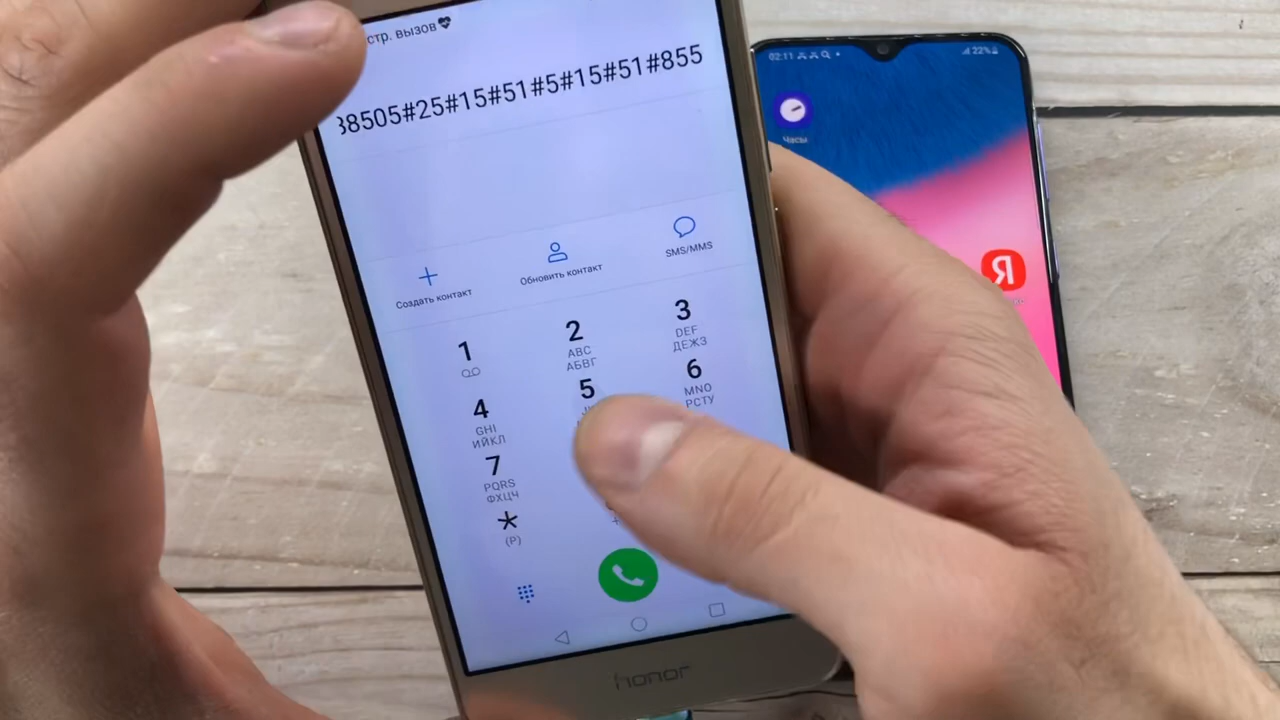 стр. вызов
8505#25#15#51#5#15#51#855
02:11
22%
Часы
Я
Создать контакт
Обновить контакт
SMS/MMS
1
2
ABC
АБВГ
3
DEF
ДЕЖЗ
4
GHI
ИЙКЛ
5
6
MNO
РСТУ
7
PQRS
ФХЦЧ
*
(P)
+
honor